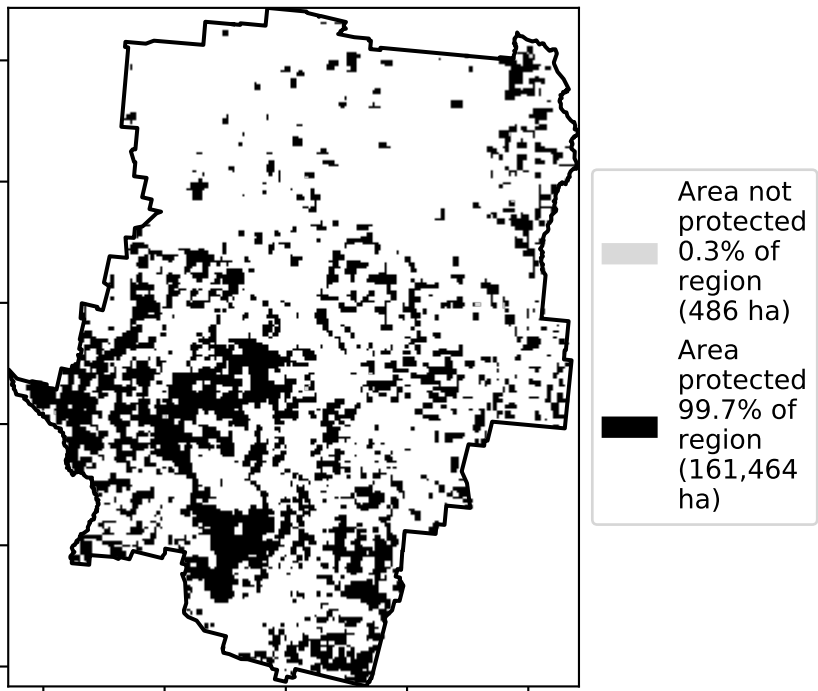 Area not
protected
0.3% of
region
(486 ha)
Area
protected
99.7% of
region
(161,464
ha)